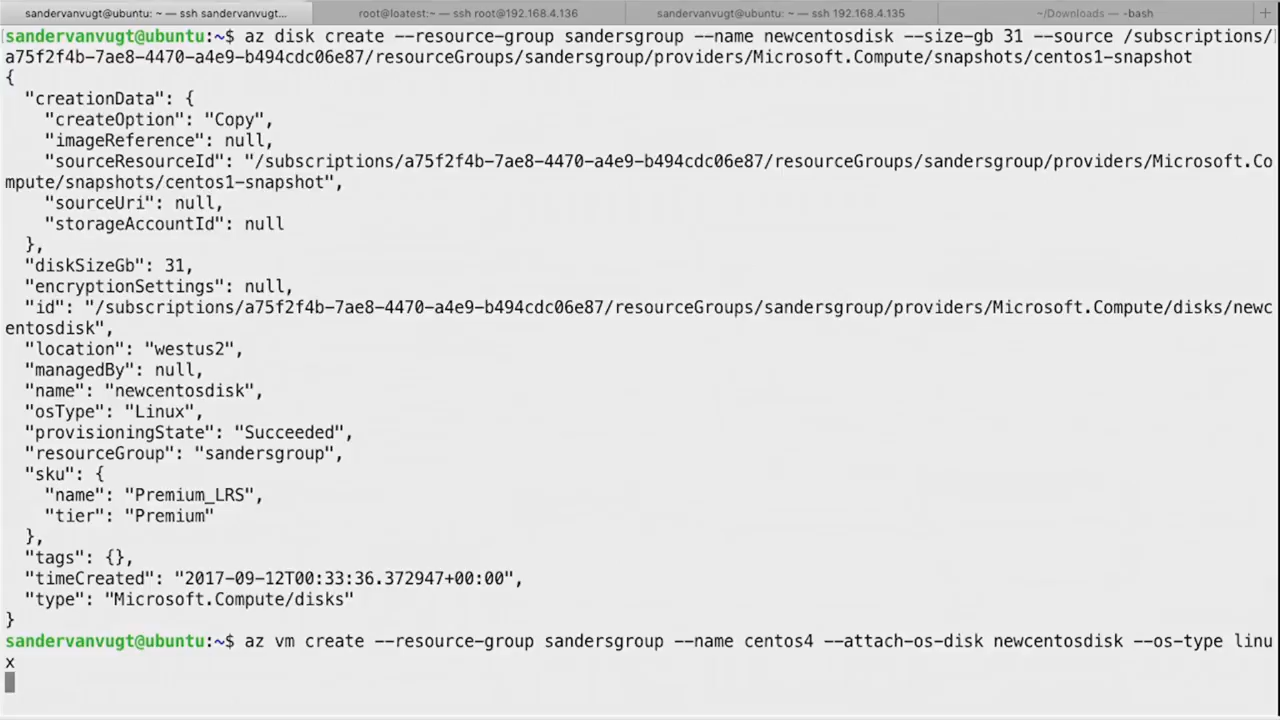 sandervanvugt@ubuntu: ~ — ssh sandervanvugt...
root@loatest:~ — ssh root@192.168.4.136
sandervanvugt@ubuntu: ~ — ssh 192.168.4.135
~/Downloads — -bash
+
sandervanvugt@ubuntu:~$ az disk create --resource-group sandersgroup --name newcentosdisk --size-gb 31 --source /subscriptions/
a75f2f4b-7ae8-4470-a4e9-b494cdc06e87/resourceGroups/sandersgroup/providers/Microsoft.Compute/snapshots/centos1-snapshot
{
  "creationData": {
    "createOption": "Copy",
    "imageReference": null,
    "sourceResourceId": "/subscriptions/a75f2f4b-7ae8-4470-a4e9-b494cdc06e87/resourceGroups/sandersgroup/providers/Microsoft.Co
mpute/snapshots/centos1-snapshot",
    "sourceUri": null,
    "storageAccountId": null
  },
  "diskSizeGb": 31,
  "encryptionSettings": null,
  "id": "/subscriptions/a75f2f4b-7ae8-4470-a4e9-b494cdc06e87/resourceGroups/sandersgroup/providers/Microsoft.Compute/disks/newc
entosdisk",
  "location": "westus2",
  "managedBy": null,
  "name": "newcentosdisk",
  "osType": "Linux",
  "provisioningState": "Succeeded",
  "resourceGroup": "sandersgroup",
  "sku": {
    "name": "Premium_LRS",
    "tier": "Premium"
  },
  "tags": {},
  "timeCreated": "2017-09-12T00:33:36.372947+00:00",
  "type": "Microsoft.Compute/disks"
}
sandervanvugt@ubuntu:~$ az vm create --resource-group sandersgroup --name centos4 --attach-os-disk newcentosdisk --os-type linu
x